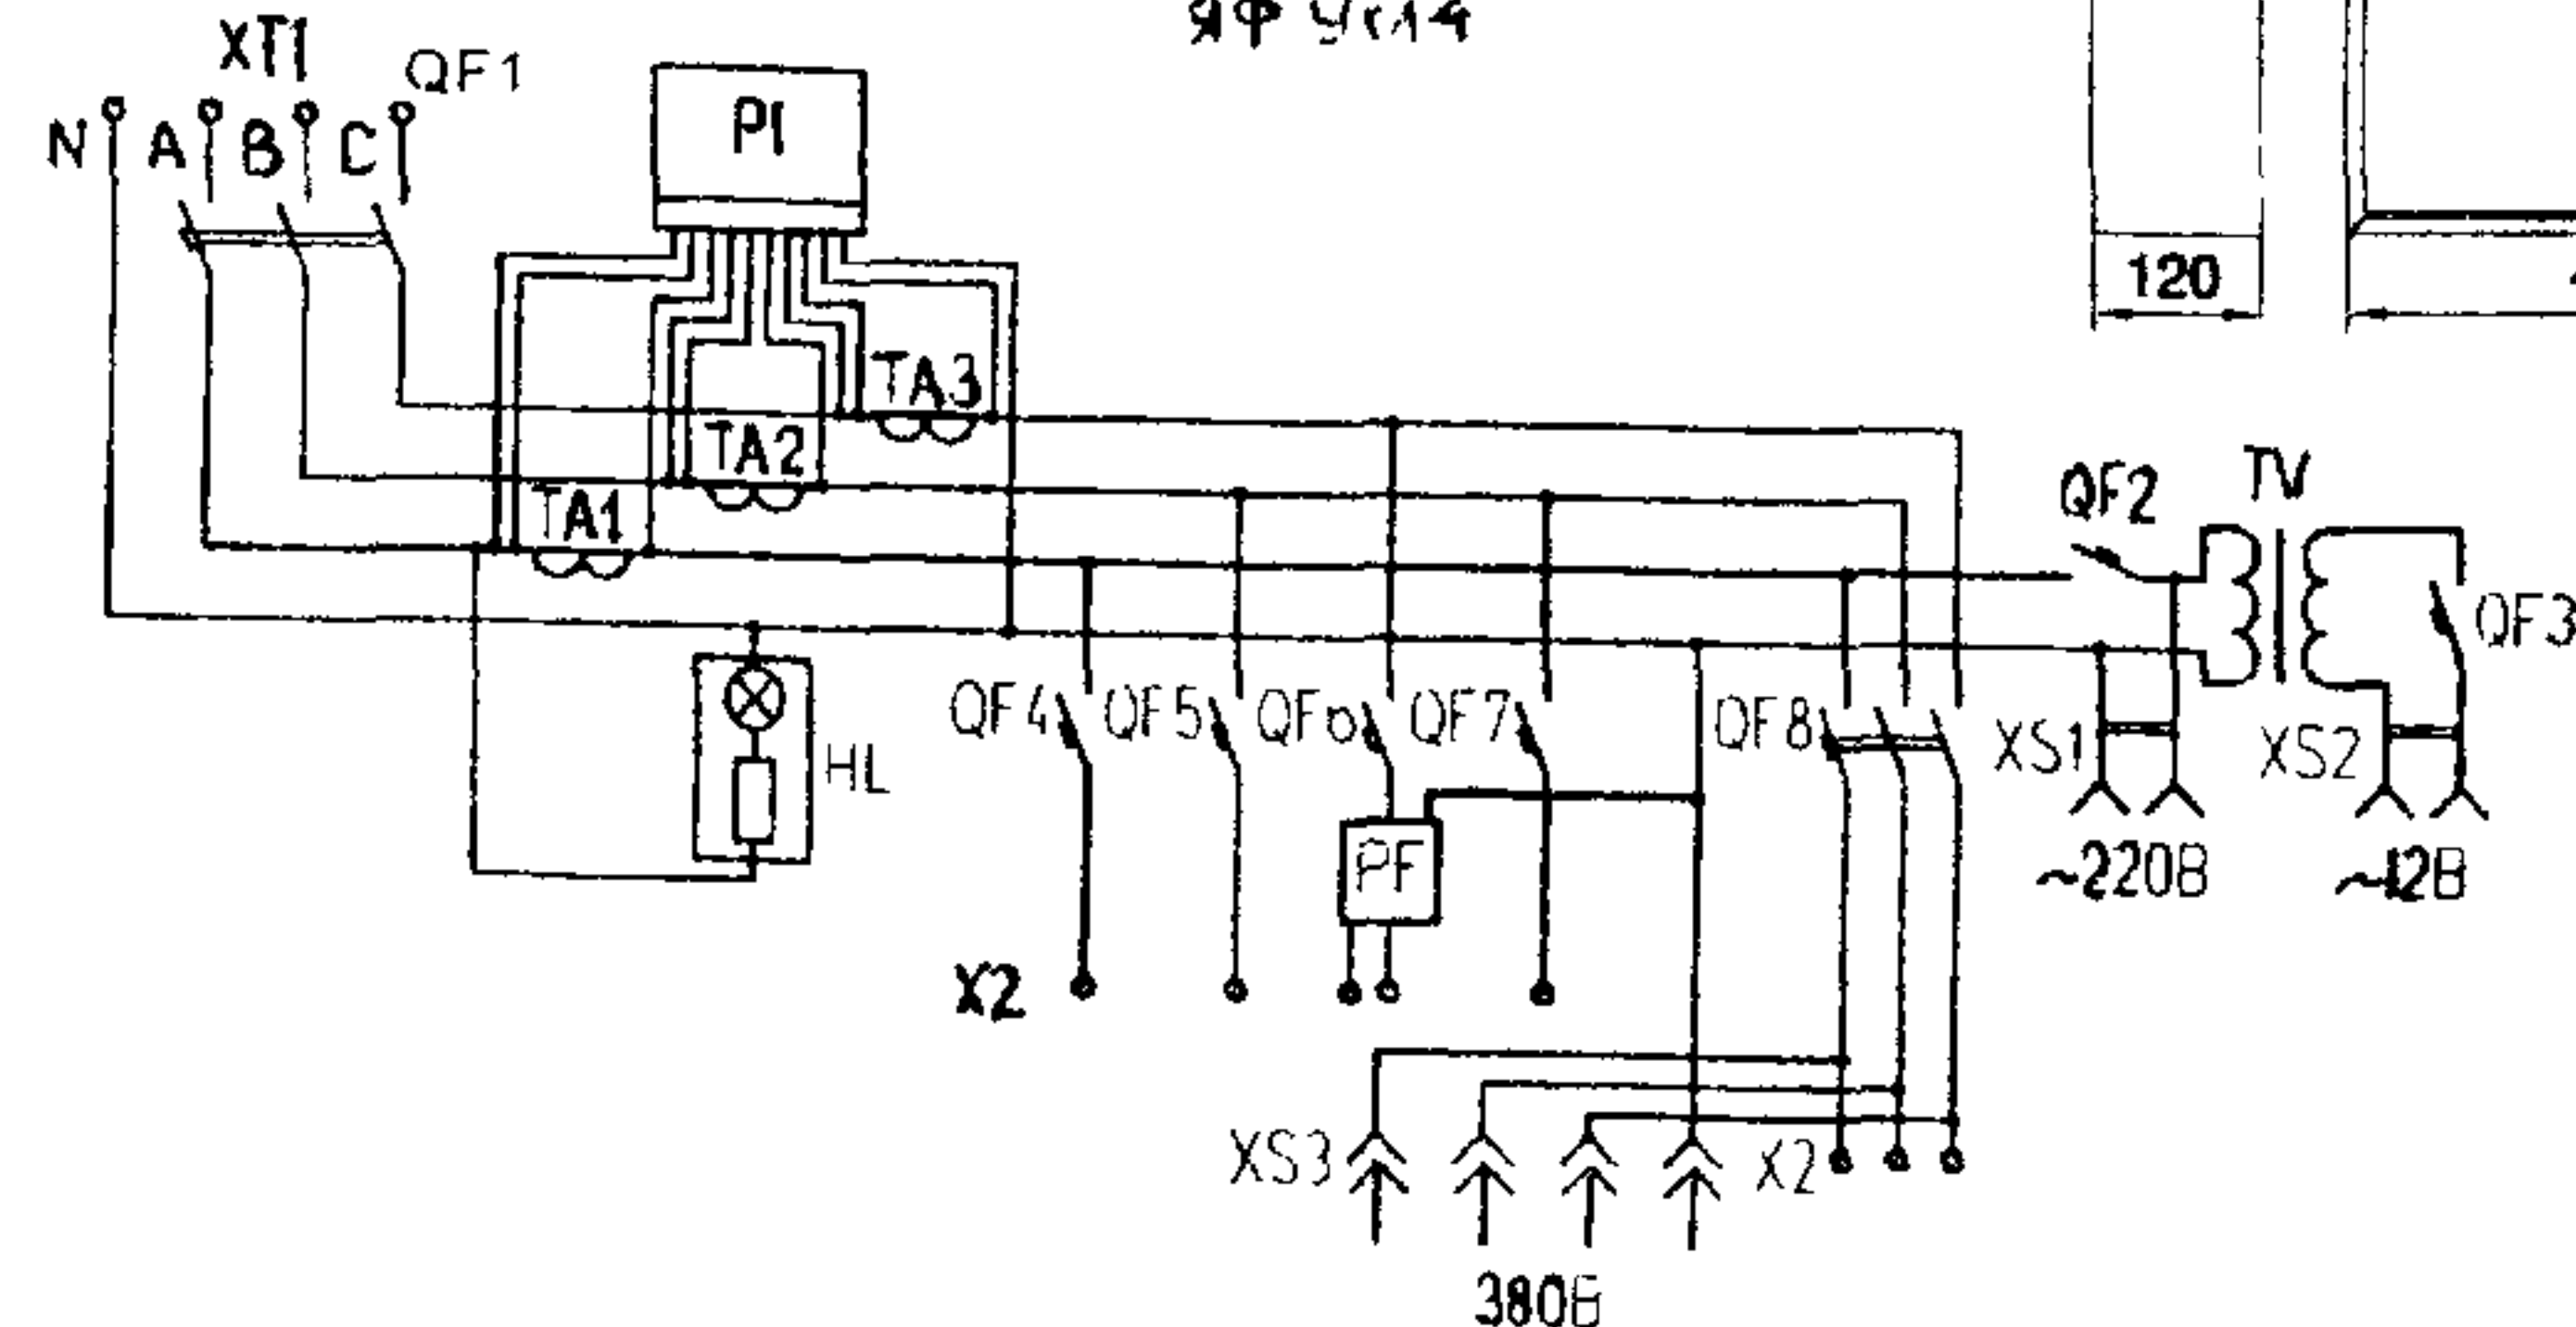 XT1
QF1
N A B C
PI
120
TA3
TA2
TA1
QF2
TV
QF3
HL
QF4 QF5 QF7 QF8
XS1
XS2
PF
~220В
~12В
X2
XS3
X2
380В